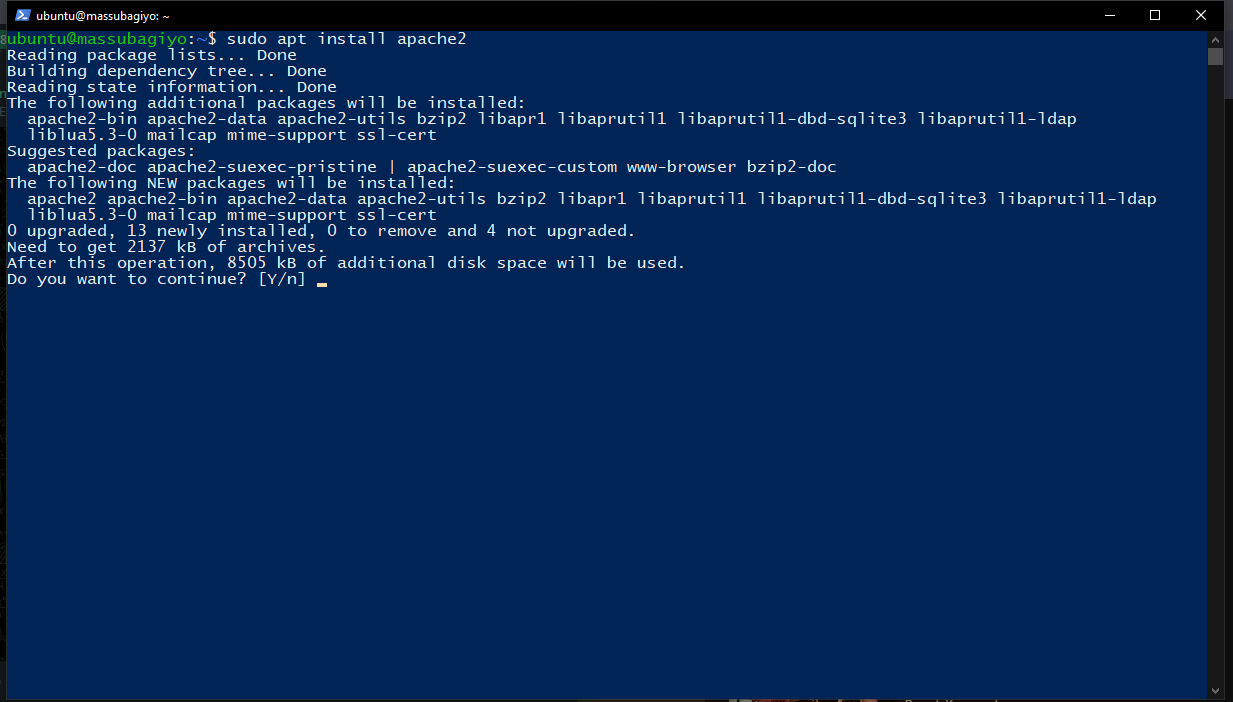 ubuntu@massubagiyo: ~
ubuntu@massubagiyo:~$ sudo apt install apache2
Reading package lists... Done
Building dependency tree... Done
Reading state information... Done
The following additional packages will be installed:
  apache2-bin apache2-data apache2-utils bzip2 libapr1 libaprutil1 libaprutil1-dbd-sqlite3 libaprutil1-ldap
  liblua5.3-0 mailcap mime-support ssl-cert
Suggested packages:
  apache2-doc apache2-suexec-pristine | apache2-suexec-custom www-browser bzip2-doc
The following NEW packages will be installed:
  apache2 apache2-bin apache2-data apache2-utils bzip2 libapr1 libaprutil1 libaprutil1-dbd-sqlite3 libaprutil1-ldap
  liblua5.3-0 mailcap mime-support ssl-cert
0 upgraded, 13 newly installed, 0 to remove and 4 not upgraded.
Need to get 2137 kB of archives.
After this operation, 8505 kB of additional disk space will be used.
Do you want to continue? [Y/n]